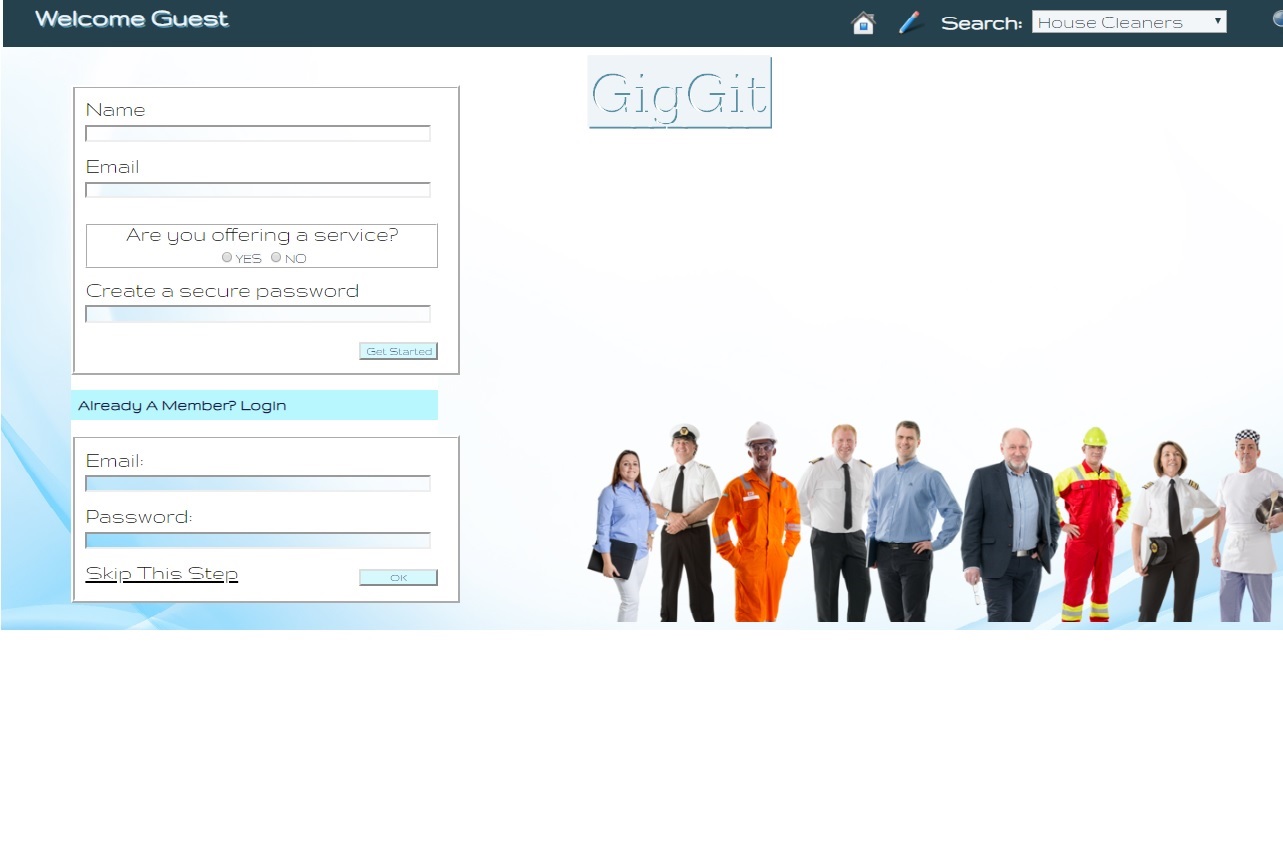 Welcome Guest
Search: House Cleaners
GigGit
Name
Email
Are you offering a service?
YES NO
Create a secure password
Get Started
Already A Member? Login
Email:
Password:
Skip This Step
OK